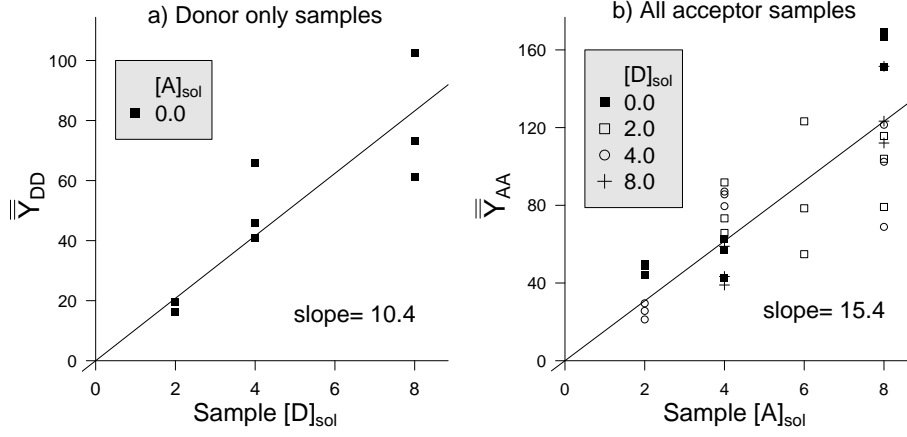 a) Donor only samples
Y̿DD
100
80
60
40
20
0
[A]sol
0.0
slope= 10.4
0 2 4 6 8
Sample [D]sol
b) All acceptor samples
Y̿AA
160
120
80
40
0
[D]sol
0.0
2.0
4.0
8.0
slope= 15.4
0 2 4 6 8
Sample [A]sol